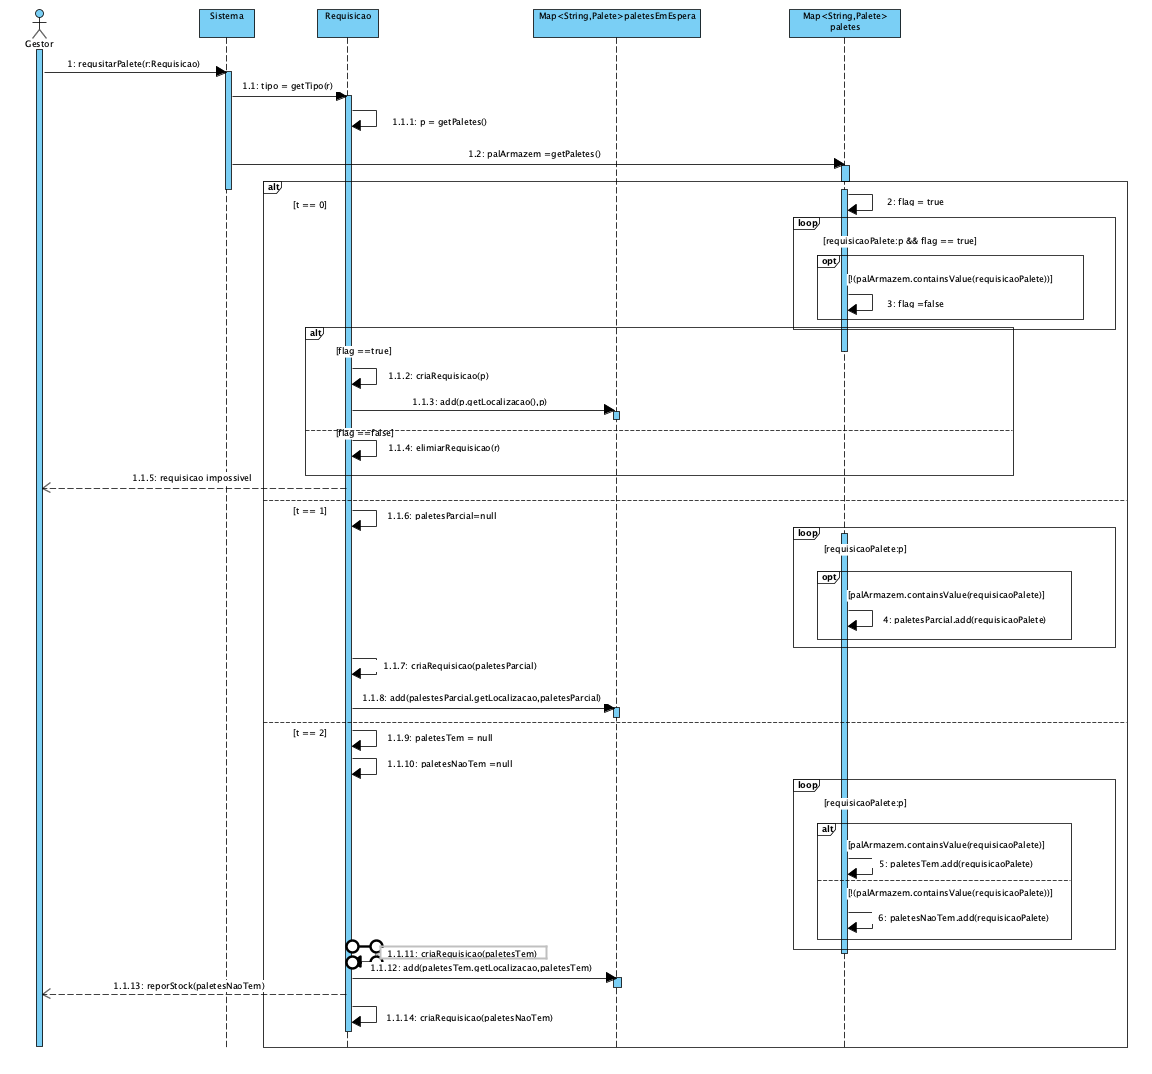 Gestor
Sistema
Requisicao
Map<String,Palete>paletesEmEspera
Map<String,Palete>
paletes
1: requsitarPalete(r:Requisicao)
1.1: tipo = getTipo(r)
1.1.1: p = getPaletes()
1.2: palArmazem =getPaletes()
alt
[t == 0]
2: flag = true
loop
[requisicaoPalete:p && flag == true]
opt
[!(palArmazem.containsValue(requisicaoPalete))]
3: flag =false
alt
[flag ==true]
1.1.2: criaRequisicao(p)
1.1.3: add(p.getLocalizacao(),p)
[flag ==false]
1.1.4: elimiarRequisicao(r)
1.1.5: requisicao impossivel
[t == 1]
1.1.6: paletesParcial=null
loop
[requisicaoPalete:p]
opt
[palArmazem.containsValue(requisicaoPalete)]
4: paletesParcial.add(requisicaoPalete)
1.1.7: criaRequisicao(paletesParcial)
1.1.8: add(palestesParcial.getLocalizacao,paletesParcial)
[t == 2]
1.1.9: paletesTem = null
1.1.10: paletesNaoTem =null
loop
[requisicaoPalete:p]
alt
[palArmazem.containsValue(requisicaoPalete)]
5: paletesTem.add(requisicaoPalete)
[!(palArmazem.containsValue(requisicaoPalete))]
6: paletesNaoTem.add(requisicaoPalete)
1.1.11: criaRequisicao(paletesTem)
1.1.12: add(paletesTem.getLocalizacao,paletesTem)
1.1.13: reporStock(paletesNaoTem)
1.1.14: criaRequisicao(paletesNaoTem)